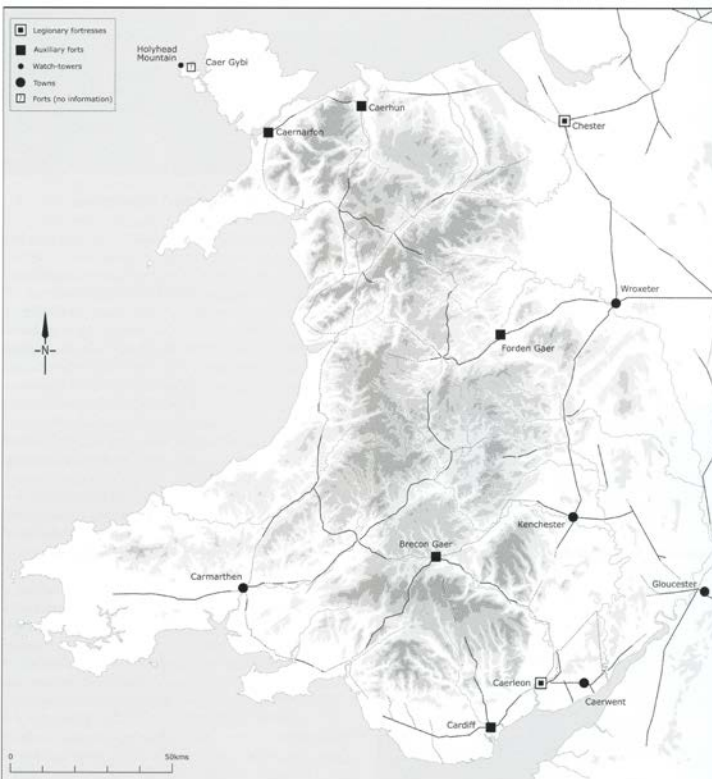 Legionary fortresses
Auxiliary forts
Watch-towers
Towns
? Forts (no information)
Holyhead
Mountain
Caer Gybi
?
Caerhun
Caernarfon
Chester
Wroxeter
Forden Gaer
-N-
Kenchester
Brecon Gaer
Carmarthen
Gloucester
Caerleon
Caerwent
Cardiff
0
50kms